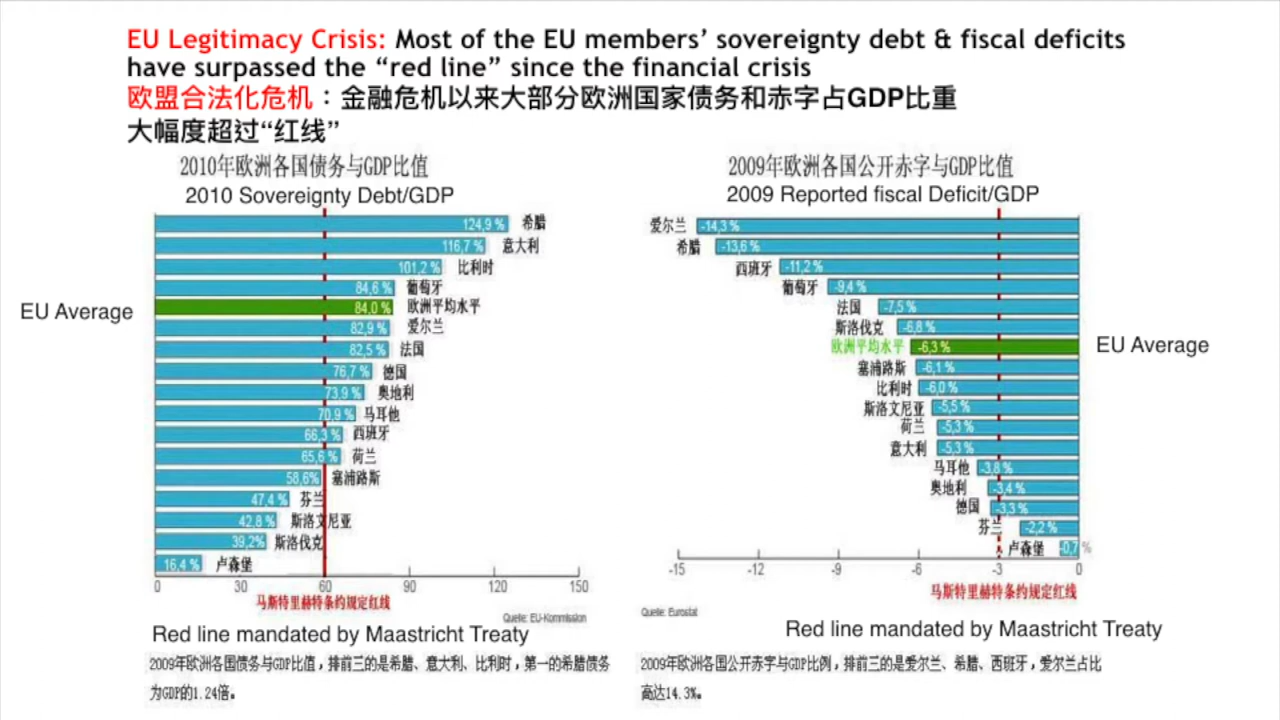 EU Legitimacy Crisis: Most of the EU members' sovereignty debt & fiscal deficits
have surpassed the “red line” since the financial crisis
欧盟合法化危机：金融危机以来大部分欧洲国家债务和赤字占GDP比重
大幅度超过“红线”
2010年欧洲各国债务与GDP比值
2010 Sovereignty Debt/GDP
124,9 % 希腊
116,7 % 意大利
101,2 % 比利时
84,6 % 葡萄牙
EU Average
84,0 % 欧洲平均水平
82,9 % 爱尔兰
82,5 % 法国
76,7 % 德国
73,9 % 奥地利
70,9 % 马耳他
66,3 % 西班牙
65,6 % 荷兰
58,6% 塞浦路斯
47,4 % 芬兰
42,8 % 斯洛文尼亚
39,2% 斯洛伐克
16,4 % 卢森堡
0 30 60 90 120 150
马斯特里赫特条约规定红线
Quelle: EU-Kommission
Red line mandated by Maastricht Treaty
2009年欧洲各国债务与GDP比值，排前三的是希腊、意大利、比利时，第一的希腊债务
为GDP的1.24倍。
2009年欧洲各国公开赤字与GDP比值
2009 Reported fiscal Deficit/GDP
爱尔兰 -14,3 %
希腊 -13,6 %
西班牙 -11,2 %
葡萄牙 -9,4 %
法国 -7,5 %
斯洛伐克 -6,8 %
欧洲平均水平 -6,3 %
EU Average
塞浦路斯 -6,1 %
比利时 -6,0 %
斯洛文尼亚 -5,5 %
荷兰 -5,3 %
意大利 -5,3 %
马耳他 -3,8 %
奥地利 -3,4 %
德国 -3,3 %
芬兰 -2,2 %
卢森堡 -0,7 %
-15 -12 -9 -6 -3 0
马斯特里赫特条约规定红线
Quelle: Eurostat
Red line mandated by Maastricht Treaty
2009年欧洲各国公开赤字与GDP比例，排前三的是爱尔兰、希腊、西班牙，爱尔兰占比
高达14.3%。